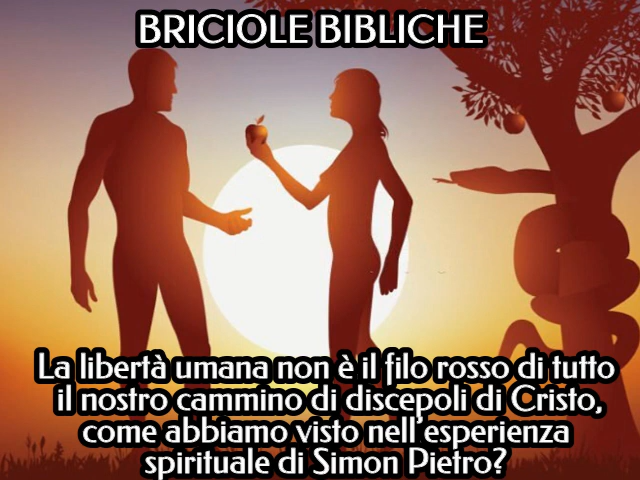 BRICIOLE BIBLICHE
La libertà umana non è il filo rosso di tutto
il nostro cammino di discepoli di Cristo,
come abbiamo visto nell'esperienza
spirituale di Simon Pietro?